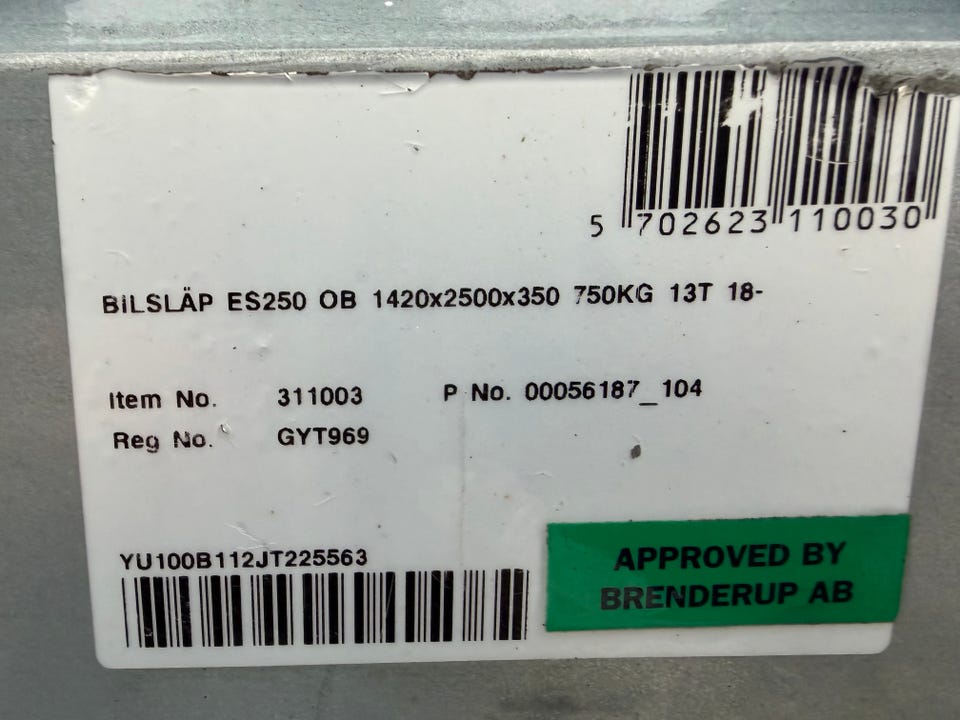 5 702623 110030
BILSLÄP ES250 OB 1420x2500x350 750KG 13T 18-
Item No. 311003 P No. 00056187_104
Reg No. GYT969
YU100B112JT225563
APPROVED BY
BRENDERUP AB